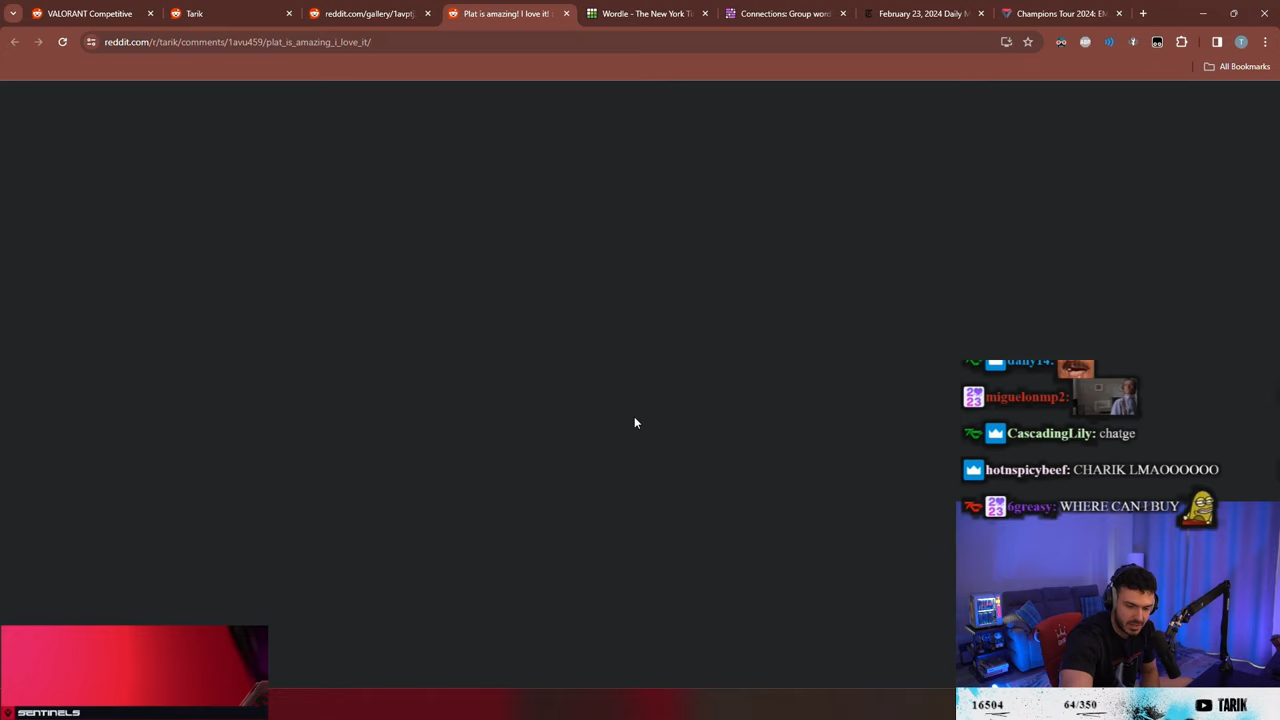 VALORANT Competitive
Tarik
reddit.com/gallery/1avptj
Plat is amazing! I love it!
Wordle - The New York Ti
Connections: Group word
February 23, 2024 Daily M
Champions Tour 2024: EM
reddit.com/r/tarik/comments/1avu459/plat_is_amazing_i_love_it/
T
All Bookmarks
dany14:
miguelonmp2:
CascadingLily: chatge
hotnspicybeef: CHARIK LMAOOOOOO
6greasy: WHERE CAN I BUY
SENTINELS
16504
64/350
TARIK